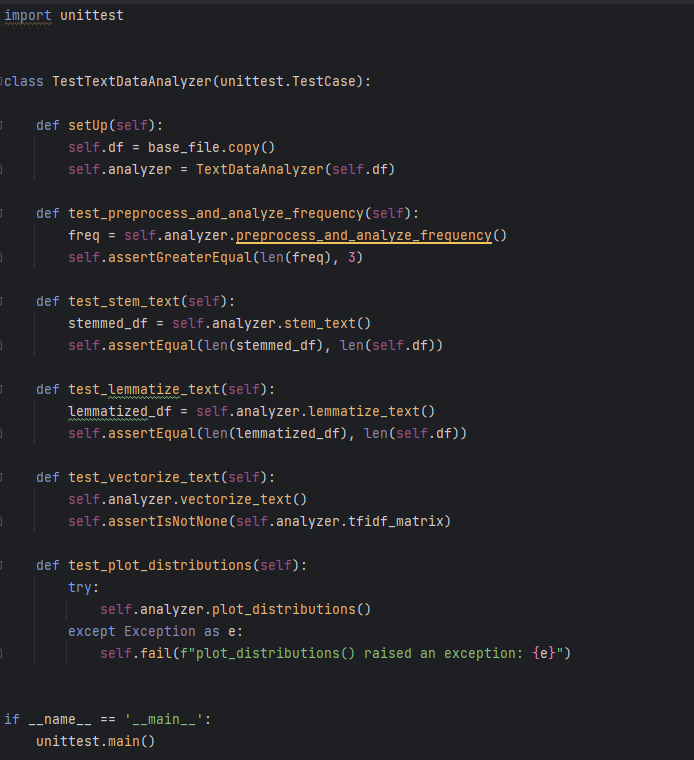 import unittest
class TestTextDataAnalyzer(unittest.TestCase):
    def setUp(self):
        self.df = base_file.copy()
        self.analyzer = TextDataAnalyzer(self.df)
    def test_preprocess_and_analyze_frequency(self):
        freq = self.analyzer.preprocess_and_analyze_frequency()
        self.assertGreaterEqual(len(freq), 3)
    def test_stem_text(self):
        stemmed_df = self.analyzer.stem_text()
        self.assertEqual(len(stemmed_df), len(self.df))
    def test_lemmatize_text(self):
        lemmatized_df = self.analyzer.lemmatize_text()
        self.assertEqual(len(lemmatized_df), len(self.df))
    def test_vectorize_text(self):
        self.analyzer.vectorize_text()
        self.assertIsNotNone(self.analyzer.tfidf_matrix)
    def test_plot_distributions(self):
        try:
            self.analyzer.plot_distributions()
        except Exception as e:
            self.fail(f"plot_distributions() raised an exception: {e}")
if __name__ == '__main__':
    unittest.main()